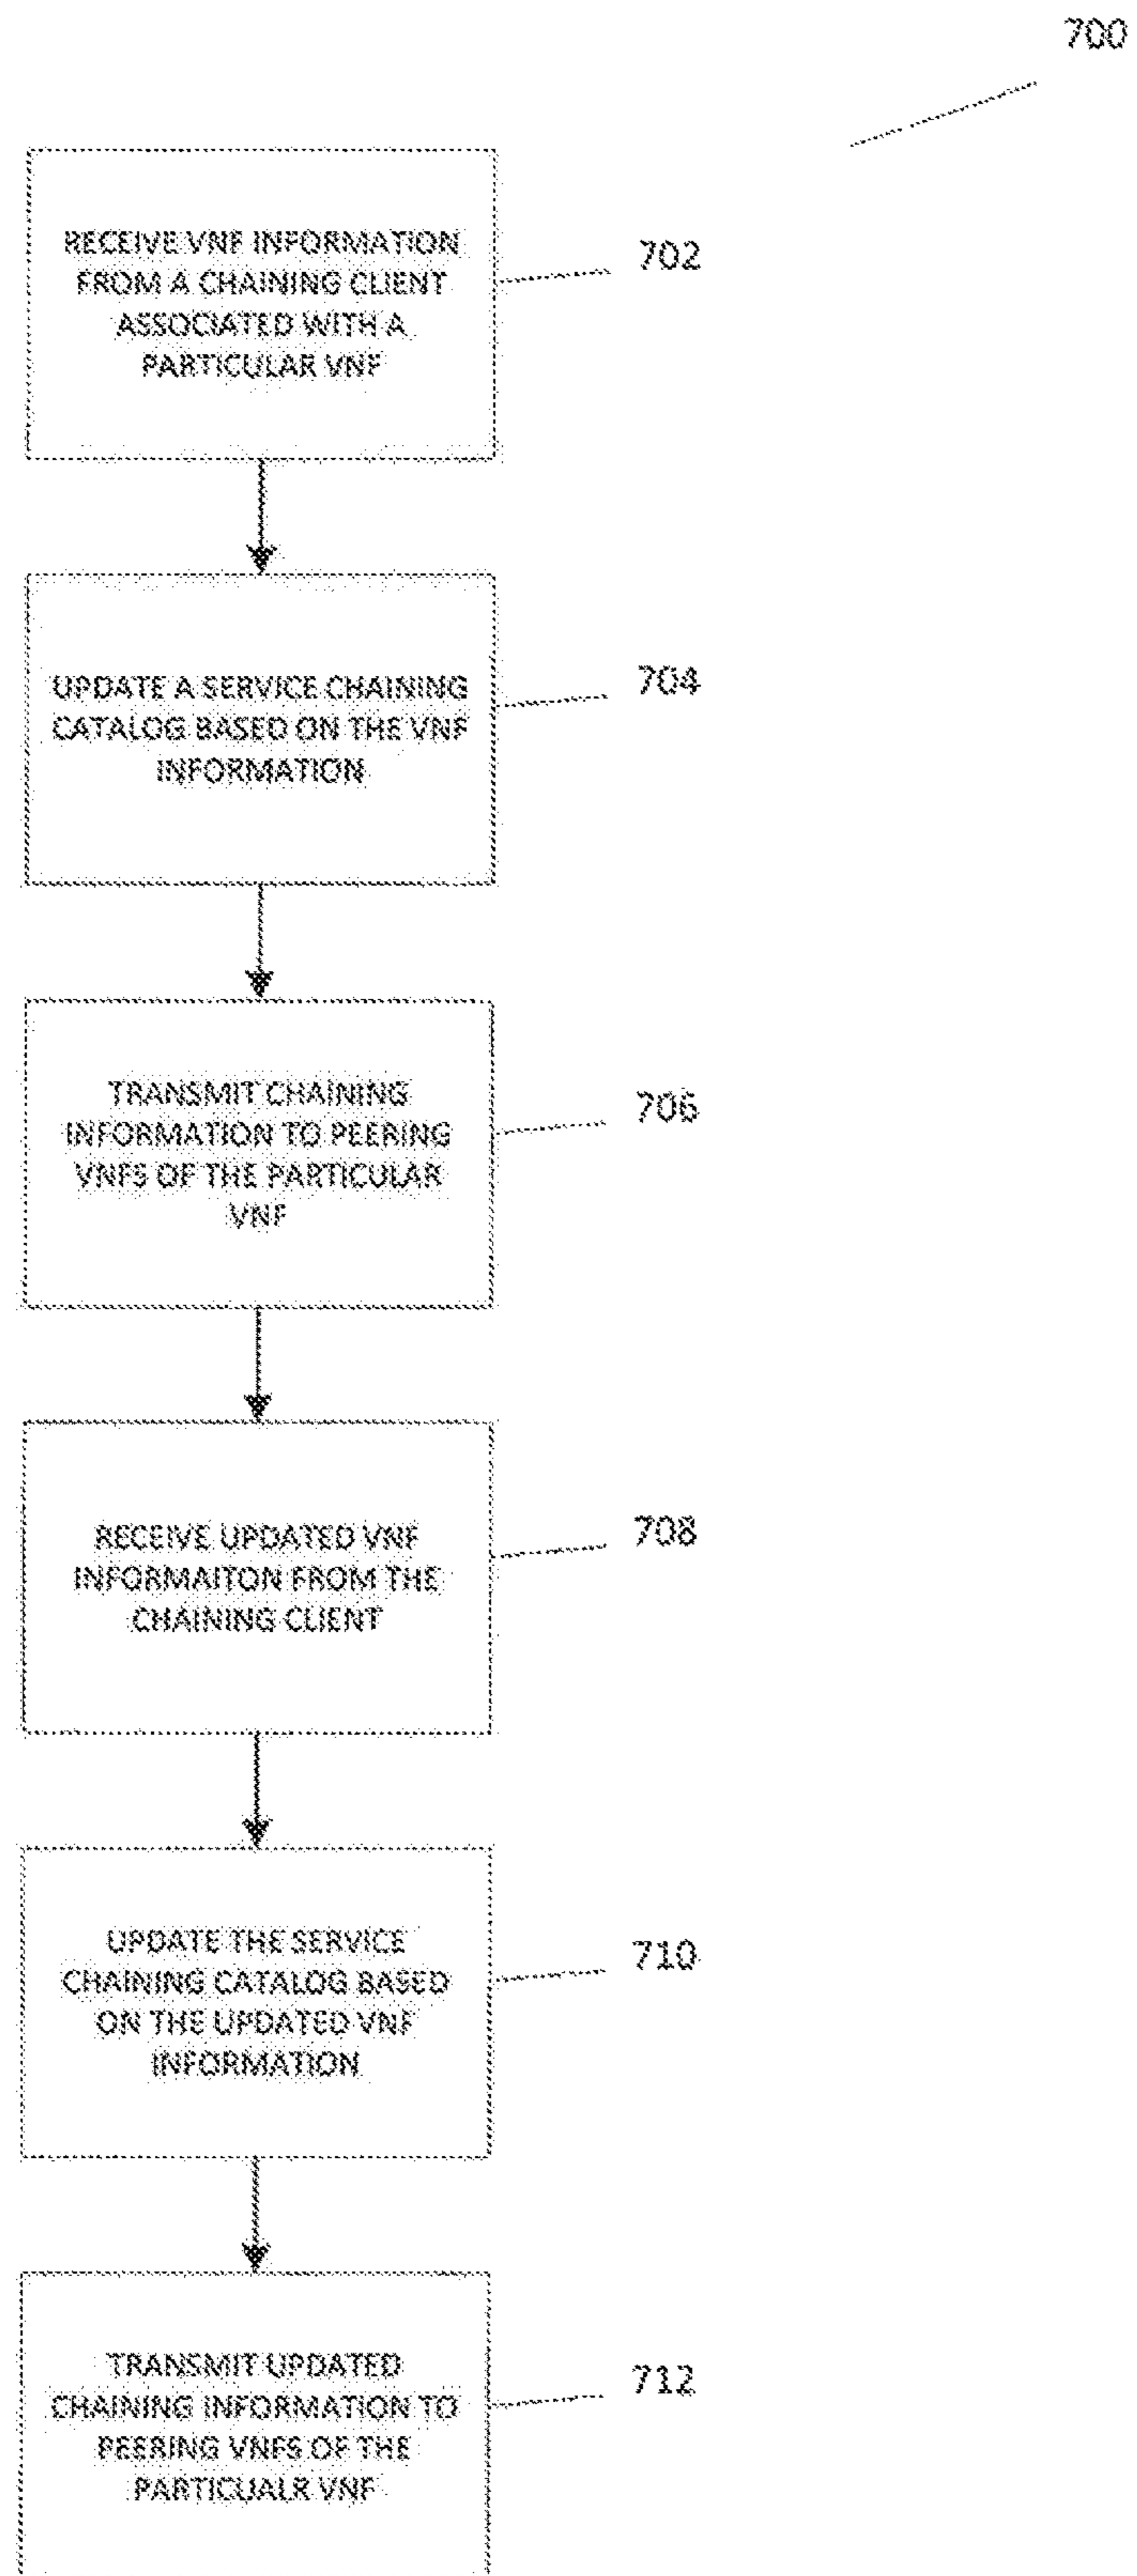 700
RECEIVE VNF INFORMATION
FROM A CHAINING CLIENT
ASSOCIATED WITH A
PARTICULAR VNF
702
UPDATE A SERVICE CHAINING
CATALOG BASED ON THE VNF
INFORMATION
704
TRANSMIT CHAINING
INFORMATION TO PEERING
VNFS OF THE PARTICULAR
VNF
706
RECEIVE UPDATED VNF
INFORMAITON FROM THE
CHAINING CLIENT
708
UPDATE THE SERVICE
CHAINING CATALOG BASED
ON THE UPDATED VNF
INFORMATION
710
TRANSMIT UPDATED
CHAINING INFORMATION TO
PEERING VNFS OF THE
PARTICUALR VNF
712